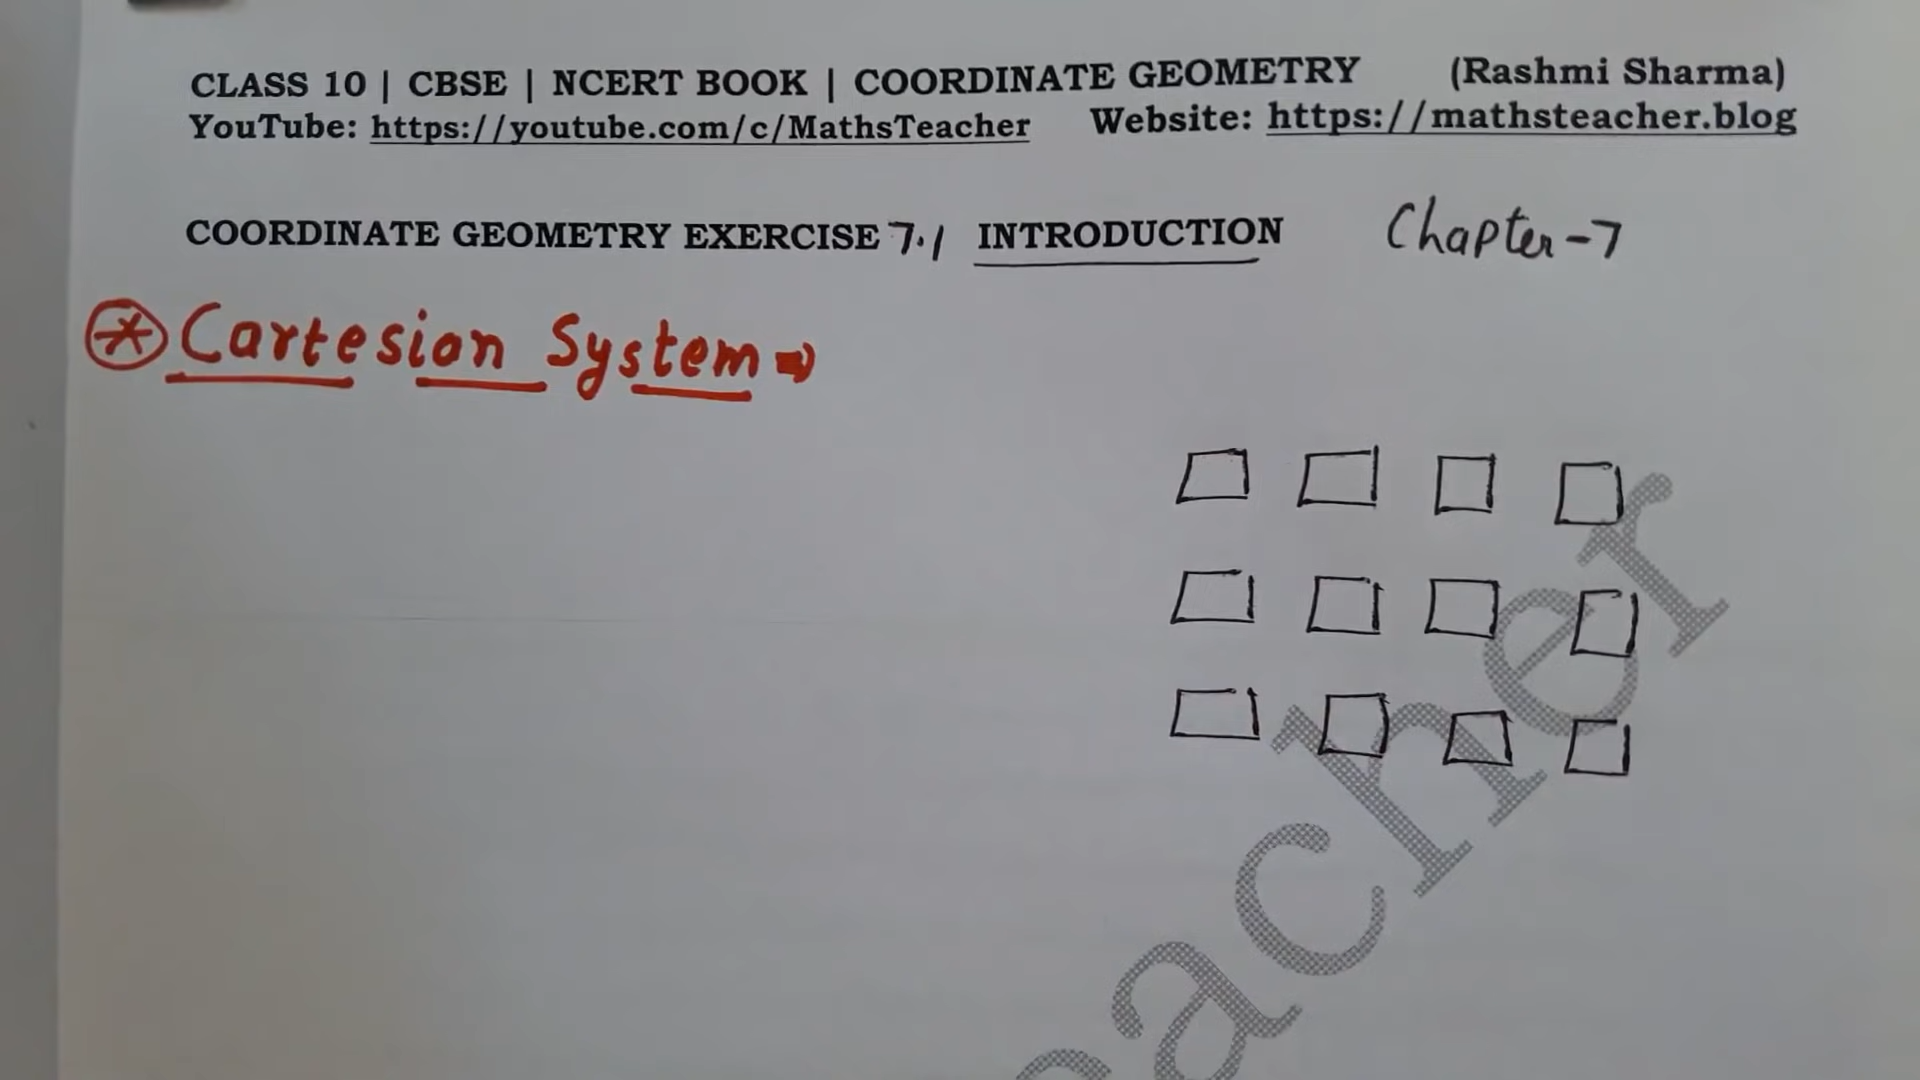 CLASS 10 | CBSE | NCERT BOOK | COORDINATE GEOMETRY (Rashmi Sharma)
YouTube: https://youtube.com/c/MathsTeacher Website: https://mathsteacher.blog
COORDINATE GEOMETRY EXERCISE 7.1 INTRODUCTION Chapter-7
* Cartesion System ⇒
acher